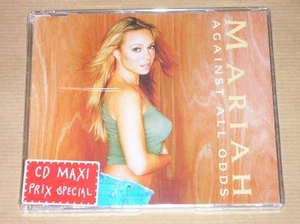 MARIAH
AGAINST ALL ODDS
CD MAXI
PRIX SPECIAL